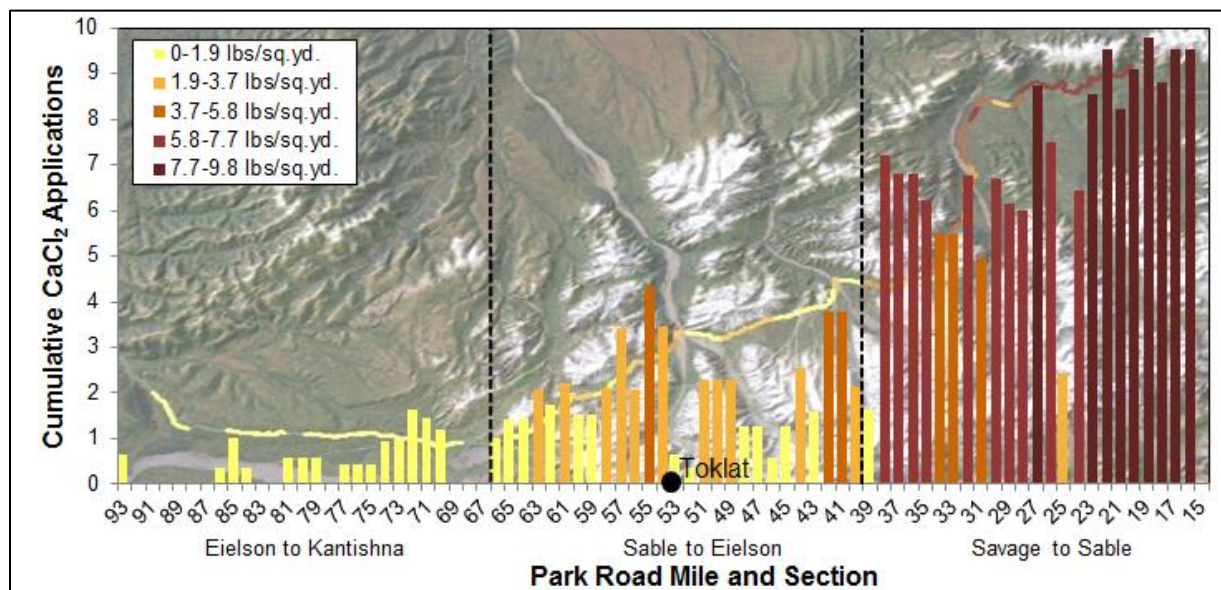 Cumulative CaCl₂ Applications
10
9
8
7
6
5
4
3
2
1
0
0-1.9 lbs/sq.yd.
1.9-3.7 lbs/sq.yd.
3.7-5.8 lbs/sq.yd.
5.8-7.7 lbs/sq.yd.
7.7-9.8 lbs/sq.yd.
Toklat
93 91 89 87 85 83 81 79 77 75 73 71 69 67 65 63 61 59 57 55 53 51 49 47 45 43 41 39 37 35 33 31 29 27 25 23 21 19 17 15
Eielson to Kantishna Sable to Eielson Savage to Sable
Park Road Mile and Section